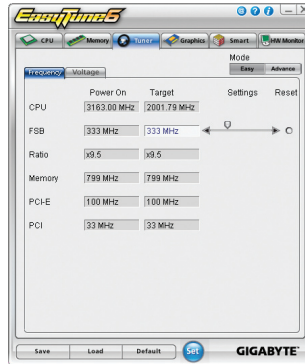 EasyTune6
CPU Memory Tuner Graphics Smart HW Monitor
Mode
Easy Advance
Frequency Voltage
Power On Target Settings Reset
CPU 3163.00 MHz 2001.79 MHz
FSB 333 MHz 333 MHz
Ratio x9.5 x9.5
Memory 799 MHz 799 MHz
PCI-E 100 MHz 100 MHz
PCI 33 MHz 33 MHz
Save Load Default Set GIGABYTE